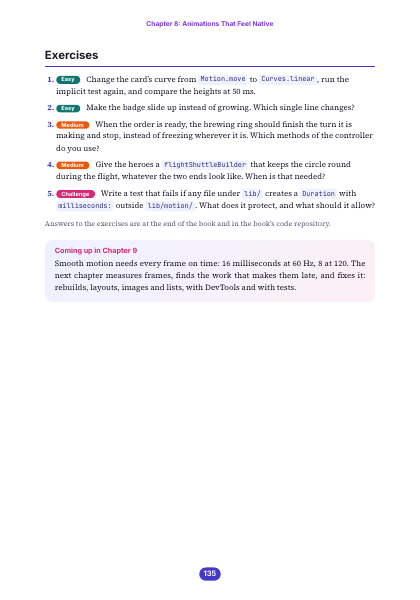 Chapter 8: Animations That Feel Native
Exercises
1. Easy Change the card's curve from Motion.move to Curves.linear, run the
implicit test again, and compare the heights at 50 ms.
2. Easy Make the badge slide up instead of growing. Which single line changes?
3. Medium When the order is ready, the brewing ring should finish the turn it is
making and stop, instead of freezing wherever it is. Which methods of the controller
do you use?
4. Medium Give the heroes a flightShuttleBuilder that keeps the circle round
during the flight, whatever the two ends look like. When is that needed?
5. Challenge Write a test that fails if any file under lib/ creates a Duration with
milliseconds: outside lib/motion/. What does it protect, and what should it allow?
Answers to the exercises are at the end of the book and in the book's code repository.
Coming up in Chapter 9
Smooth motion needs every frame on time: 16 milliseconds at 60 Hz, 8 at 120. The
next chapter measures frames, finds the work that makes them late, and fixes it:
rebuilds, layouts, images and lists, with DevTools and with tests.
135